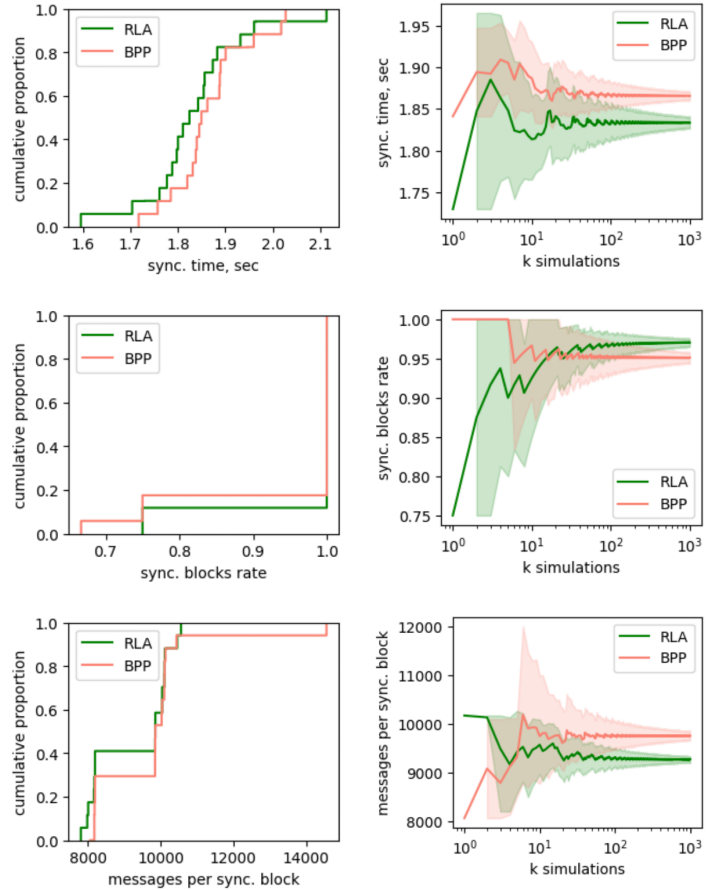 RLA
BPP
cumulative proportion
1.0
0.8
0.6
0.4
0.2
0.0
1.6 1.7 1.8 1.9 2.0 2.1
sync. time, sec
RLA
BPP
sync. time, sec
1.95
1.90
1.85
1.80
1.75
10^0 10^1 10^2 10^3
k simulations
RLA
BPP
cumulative proportion
1.0
0.8
0.6
0.4
0.2
0.0
0.7 0.8 0.9 1.0
sync. blocks rate
RLA
BPP
sync. blocks rate
1.00
0.95
0.90
0.85
0.80
0.75
10^0 10^1 10^2 10^3
k simulations
RLA
BPP
cumulative proportion
1.0
0.8
0.6
0.4
0.2
0.0
8000 10000 12000 14000
messages per sync. block
RLA
BPP
messages per sync. block
12000
11000
10000
9000
8000
10^0 10^1 10^2 10^3
k simulations